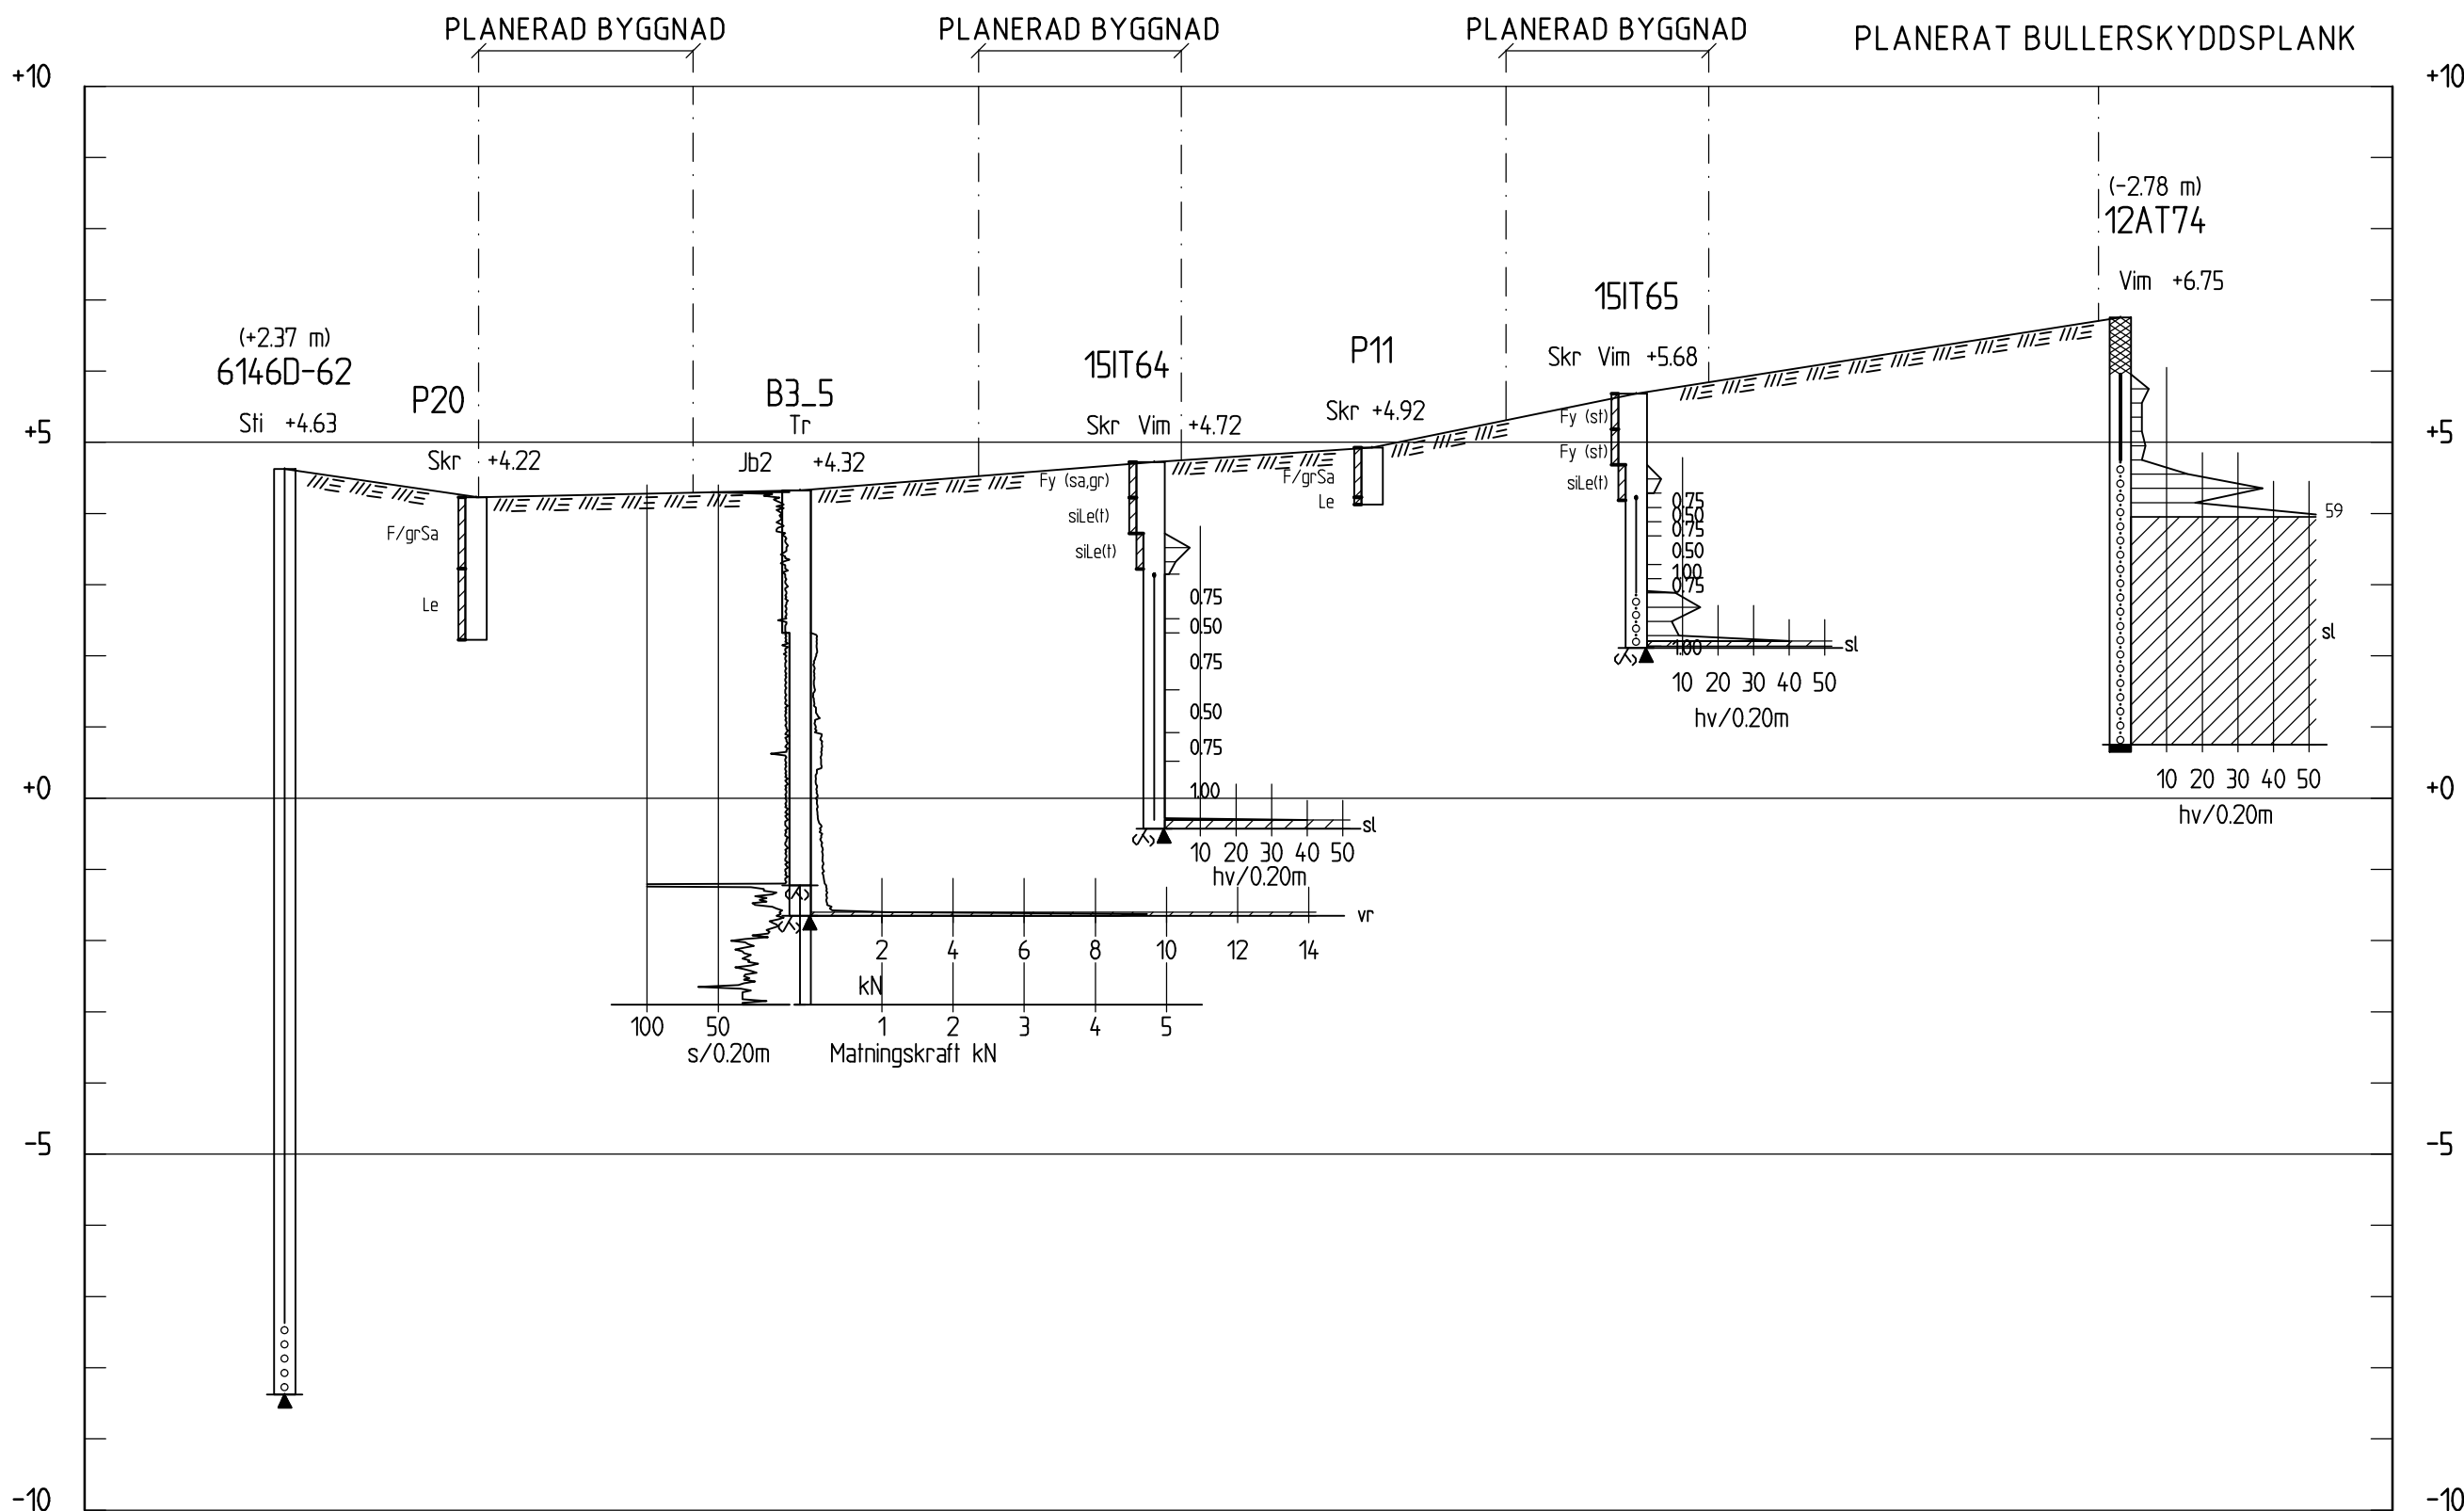 PLANERAD BYGGNAD PLANERAD BYGGNAD PLANERAD BYGGNAD PLANERAT BULLERSKYDDSPLANK
+10 +10
(-2.78 m)
12AT74
Vim +6.75
15IT65
Skr Vim +5.68
(+2.37 m)
6146D-62
Sti +4.63
P20
Skr +4.22
B3_5
Tr
Jb2 +4.32
15IT64
Skr Vim +4.72
P11
Skr +4.92
+5 +5
F/grSa
Le
Fy (sa,gr)
siLe(t)
siLe(t)
F/grSa
Le
Fy (st)
Fy (st)
siLe(t)
0.75
0.50
0.75
0.50
1.00
0.75
1.00
sl
10 20 30 40 50
hv/0.20m
59
sl
10 20 30 40 50
hv/0.20m
0.75
0.50
0.75
0.50
0.75
1.00
sl
10 20 30 40 50
hv/0.20m
+0 +0
vr
2 4 6 8 10 12 14
kN
100 50 1 2 3 4 5
s/0.20m Matningskraft kN
-5 -5
-10 -10